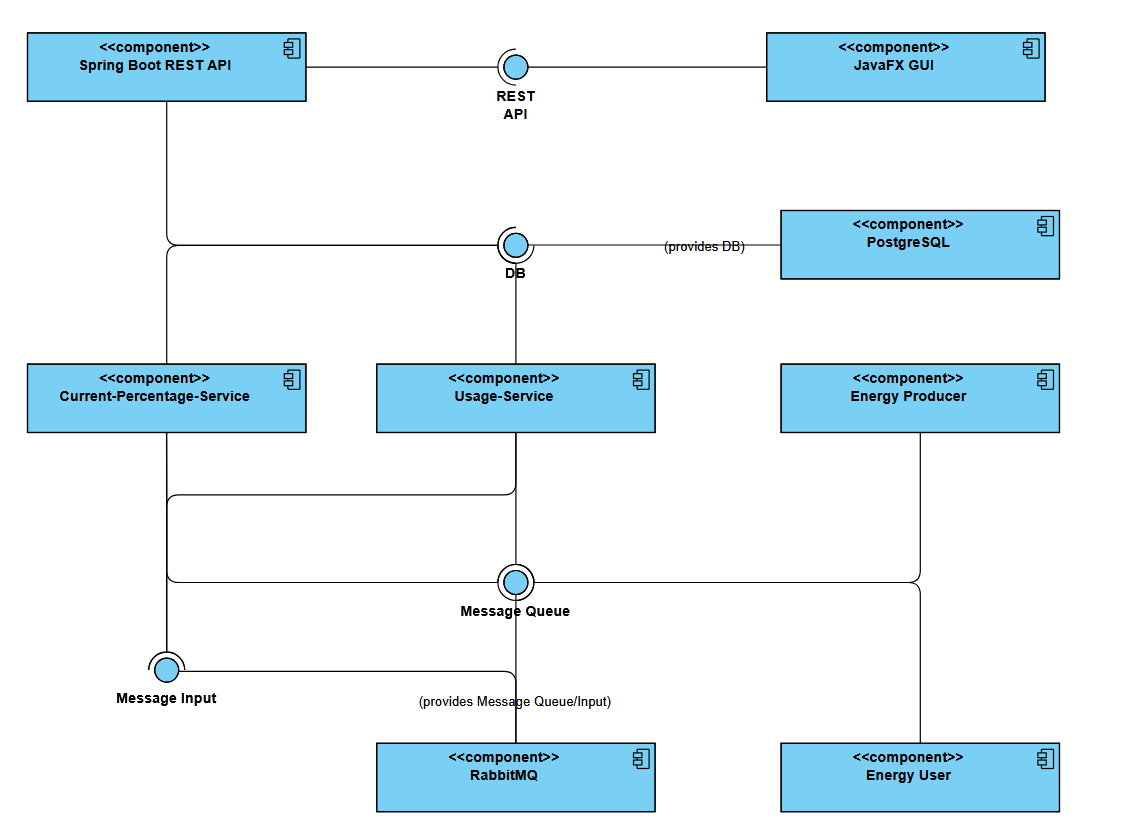 <<component>>
Spring Boot REST API
<<component>>
JavaFX GUI
REST
API
<<component>>
PostgreSQL
(provides DB)
DB
<<component>>
Current-Percentage-Service
<<component>>
Usage-Service
<<component>>
Energy Producer
Message Queue
Message Input
(provides Message Queue/Input)
<<component>>
RabbitMQ
<<component>>
Energy User